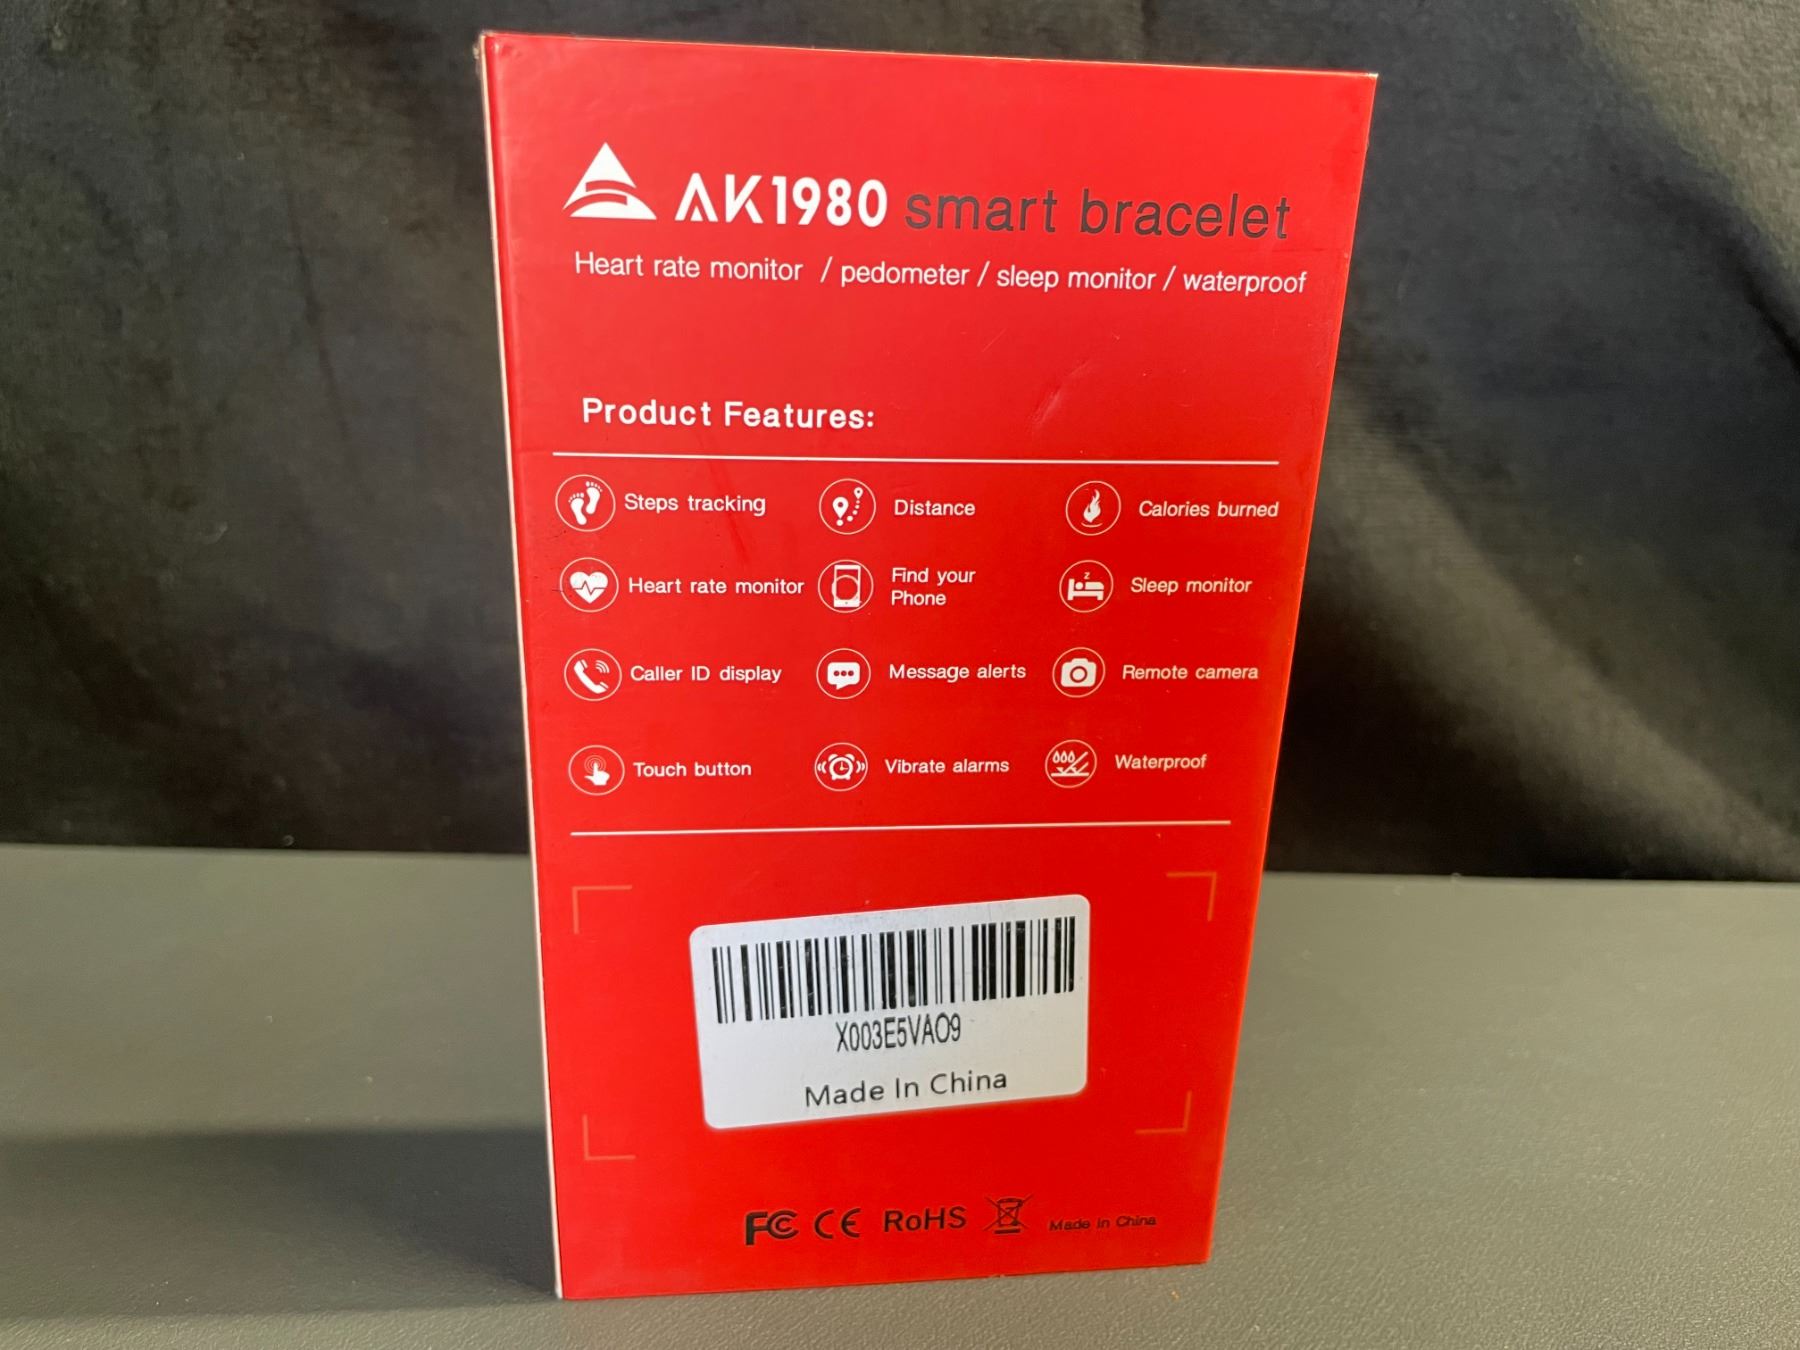 AK1980 smart bracelet
Heart rate monitor / pedometer / sleep monitor / waterproof
Product Features:
Steps tracking
Distance
Calories burned
Heart rate monitor
Find your
Phone
Sleep monitor
Caller ID display
Message alerts
Remote camera
Touch button
Vibrate alarms
Waterproof
X003E5VAO9
Made In China
FC CE RoHS Made In China